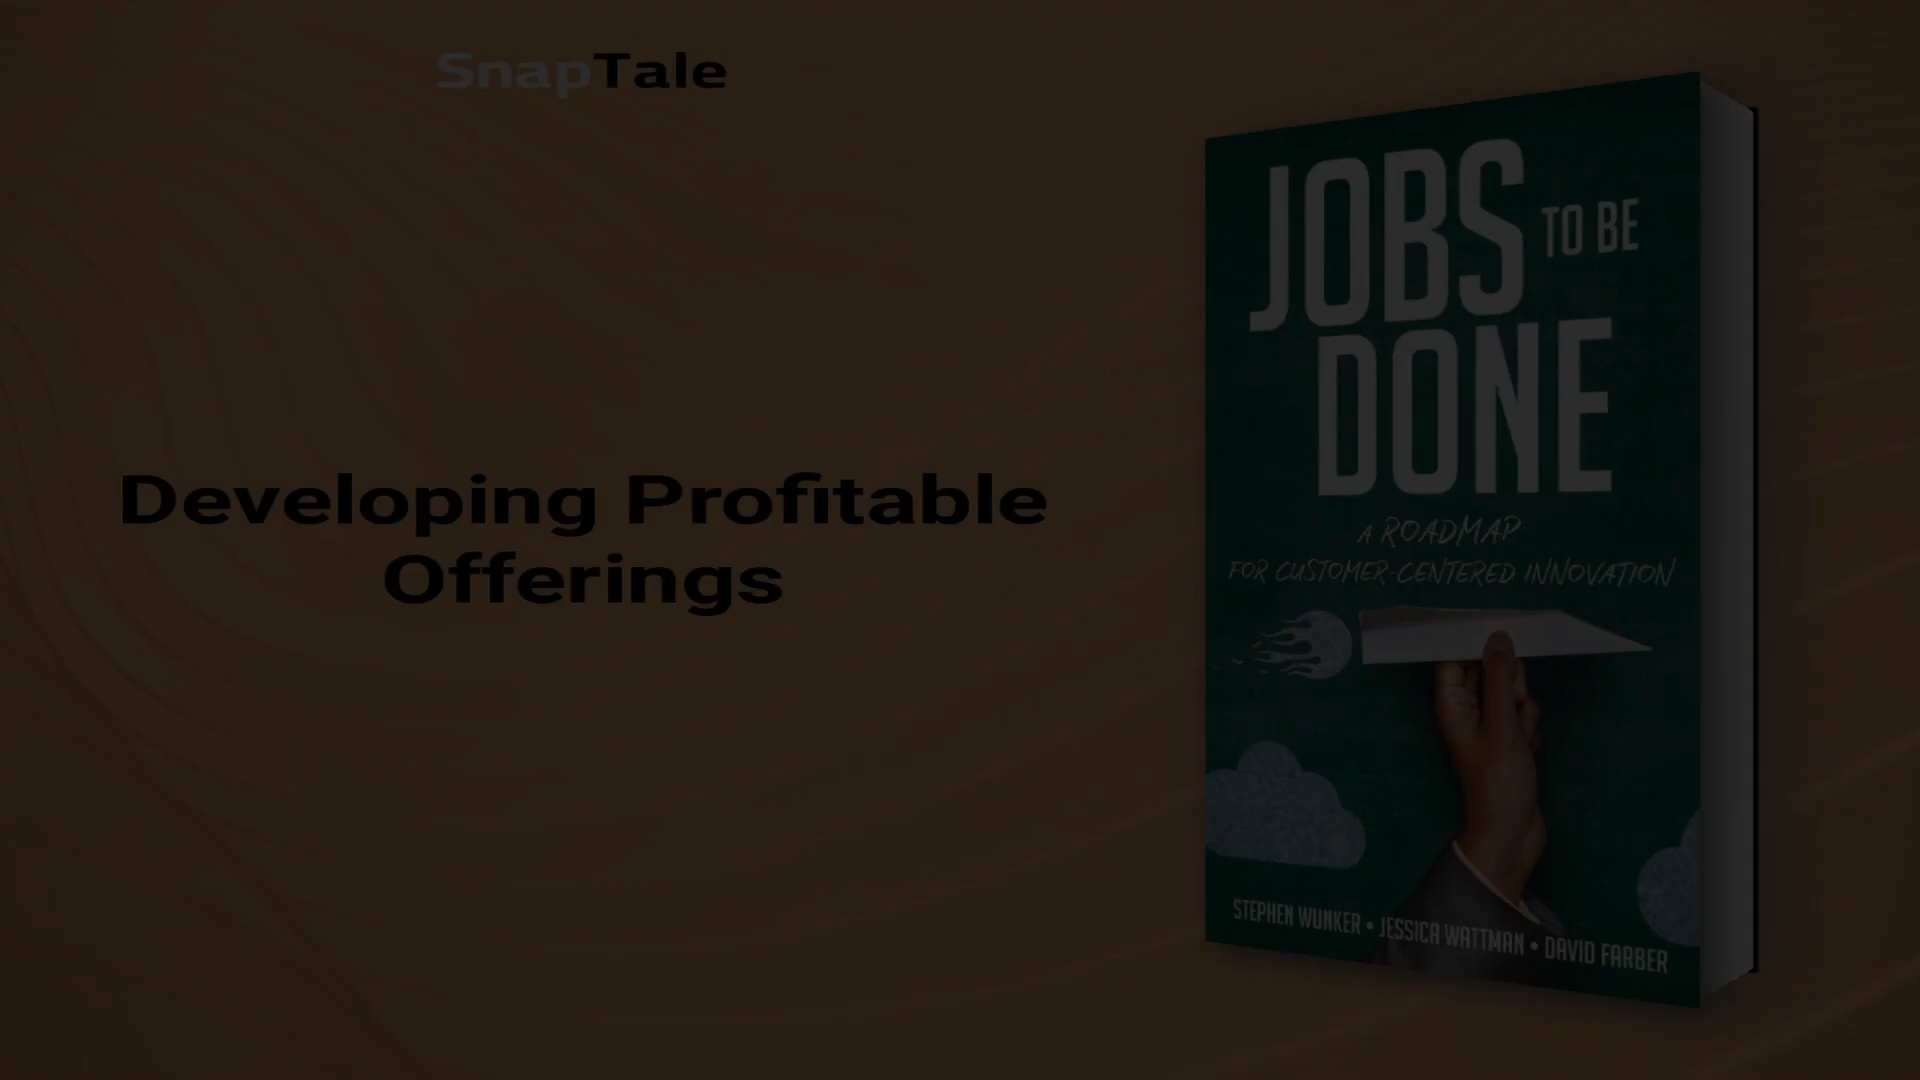 SnapTale
Developing Profitable
Offerings
JOBS TO BE
DONE
A ROADMAP
FOR CUSTOMER-CENTERED INNOVATION
STEPHEN WUNKER • JESSICA WATTMAN • DAVID FARBER